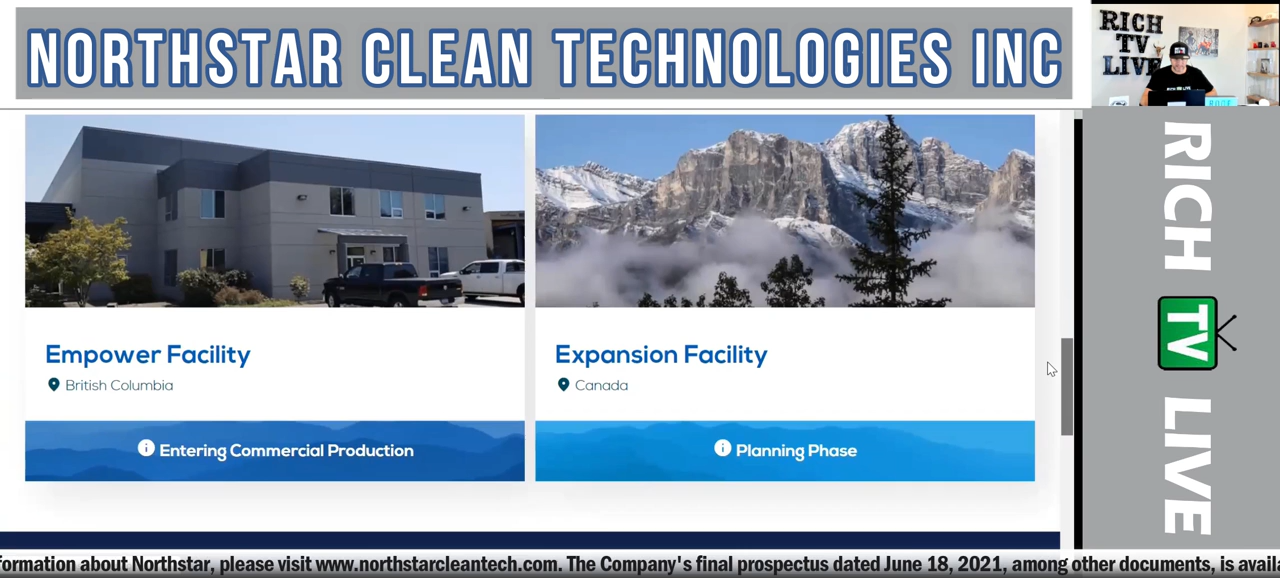 NORTHSTAR CLEAN TECHNOLOGIES INC
RICH
TV
LIVE
Empower Facility
British Columbia
Entering Commercial Production
Expansion Facility
Canada
Planning Phase
RICH TV LIVE
formation about Northstar, please visit www.northstarcleantech.com. The Company's final prospectus dated June 18, 2021, among other documents, is availa